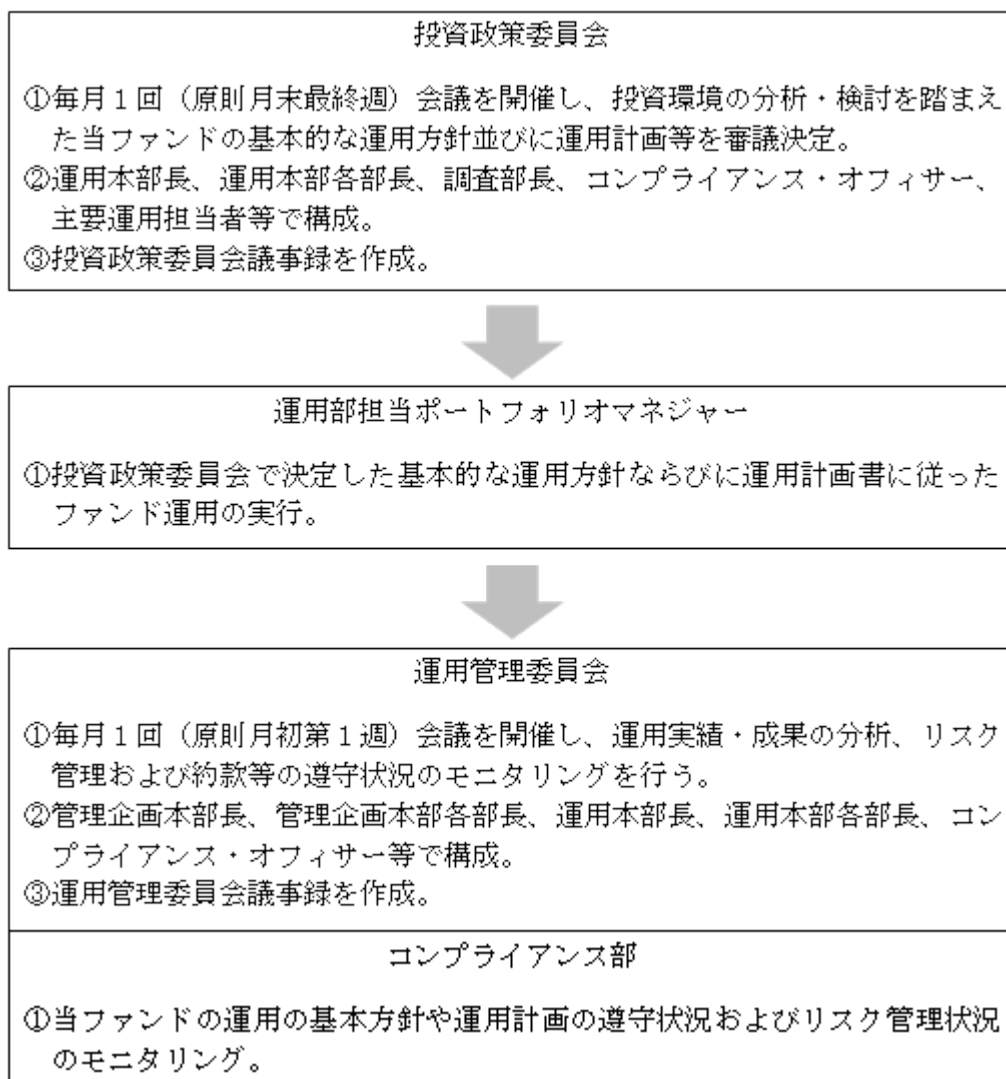 投資政策委員会
①毎月１回（原則月末最終週）会議を開催し、投資環境の分析・検討を踏まえ
た当ファンドの基本的な運用方針並びに運用計画等を審議決定。
②運用本部長、運用本部各部長、調査部長、コンプライアンス・オフィサー、
主要運用担当者等で構成。
③投資政策委員会議事録を作成。
運用部担当ポートフォリオマネジャー
①投資政策委員会で決定した基本的な運用方針ならびに運用計画書に従った
ファンド運用の実行。
運用管理委員会
①毎月１回（原則月初第１週）会議を開催し、運用実績・成果の分析、リスク
管理および約款等の遵守状況のモニタリングを行う。
②管理企画本部長、管理企画本部各部長、運用本部長、運用本部各部長、コン
プライアンス・オフィサー等で構成。
③運用管理委員会議事録を作成。
コンプライアンス部
①当ファンドの運用の基本方針や運用計画の遵守状況およびリスク管理状況
のモニタリング。